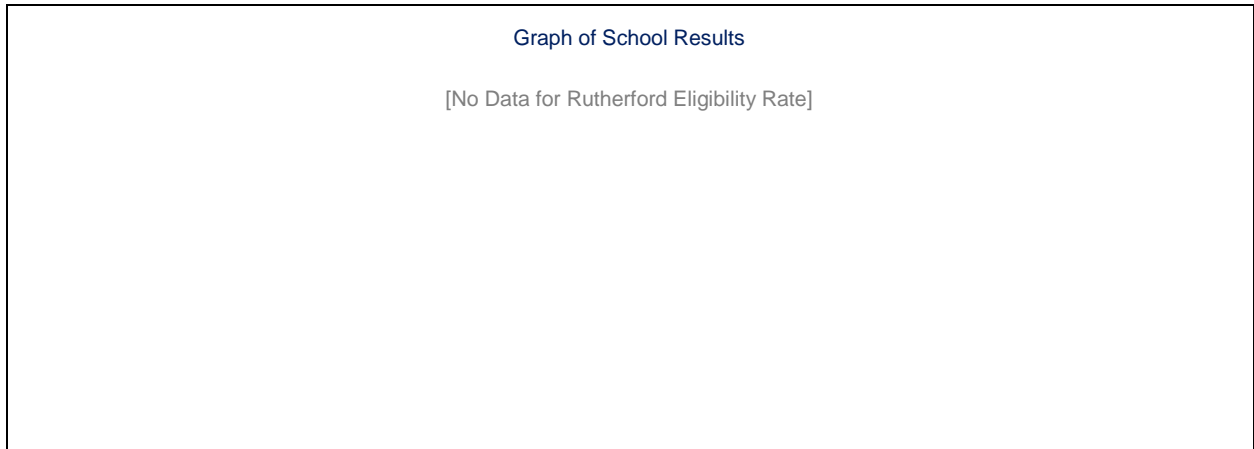 Graph of School Results
[No Data for Rutherford Eligibility Rate]